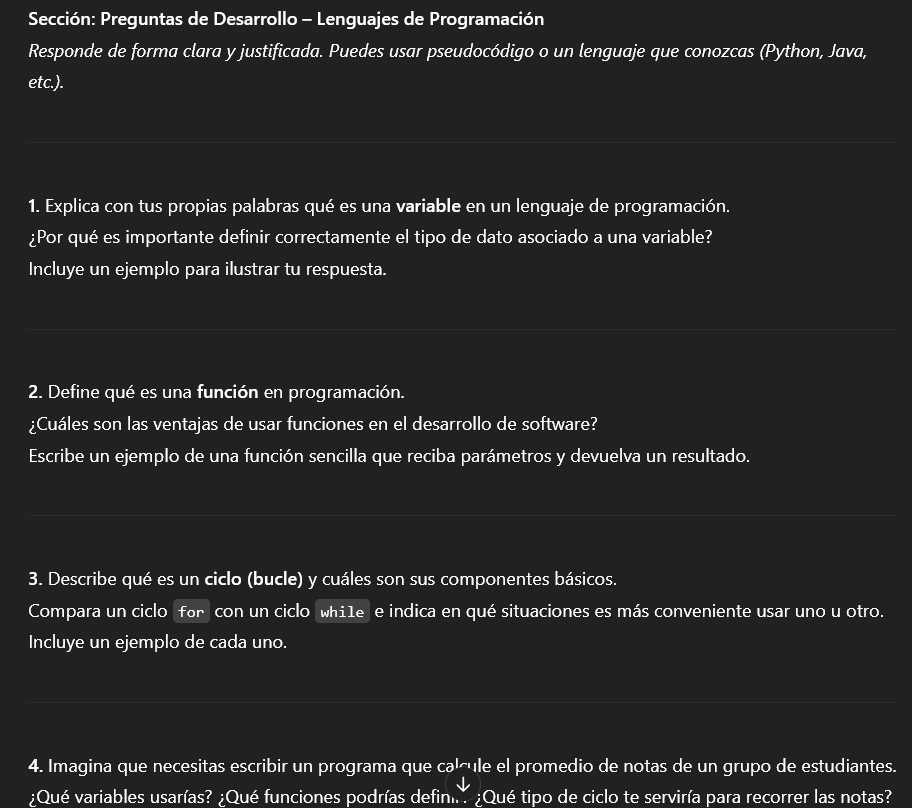 Sección: Preguntas de Desarrollo – Lenguajes de Programación
Responde de forma clara y justificada. Puedes usar pseudocódigo o un lenguaje que conozcas (Python, Java,
etc.).
1. Explica con tus propias palabras qué es una variable en un lenguaje de programación.
¿Por qué es importante definir correctamente el tipo de dato asociado a una variable?
Incluye un ejemplo para ilustrar tu respuesta.
2. Define qué es una función en programación.
¿Cuáles son las ventajas de usar funciones en el desarrollo de software?
Escribe un ejemplo de una función sencilla que reciba parámetros y devuelva un resultado.
3. Describe qué es un ciclo (bucle) y cuáles son sus componentes básicos.
Compara un ciclo for con un ciclo while e indica en qué situaciones es más conveniente usar uno u otro.
Incluye un ejemplo de cada uno.
4. Imagina que necesitas escribir un programa que calcule el promedio de notas de un grupo de estudiantes.
¿Qué variables usarías? ¿Qué funciones podrías ¿Qué tipo de ciclo te serviría para recorrer las notas?